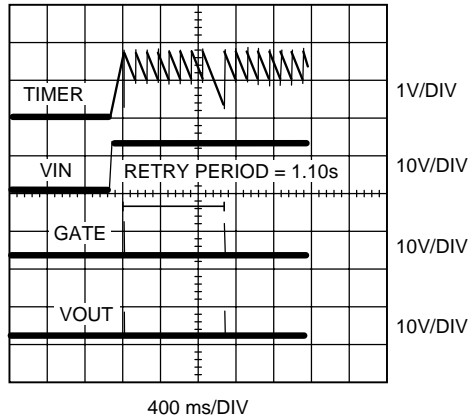 TIMER
1V/DIV
VIN
RETRY PERIOD = 1.10s
10V/DIV
GATE
10V/DIV
VOUT
10V/DIV
400 ms/DIV